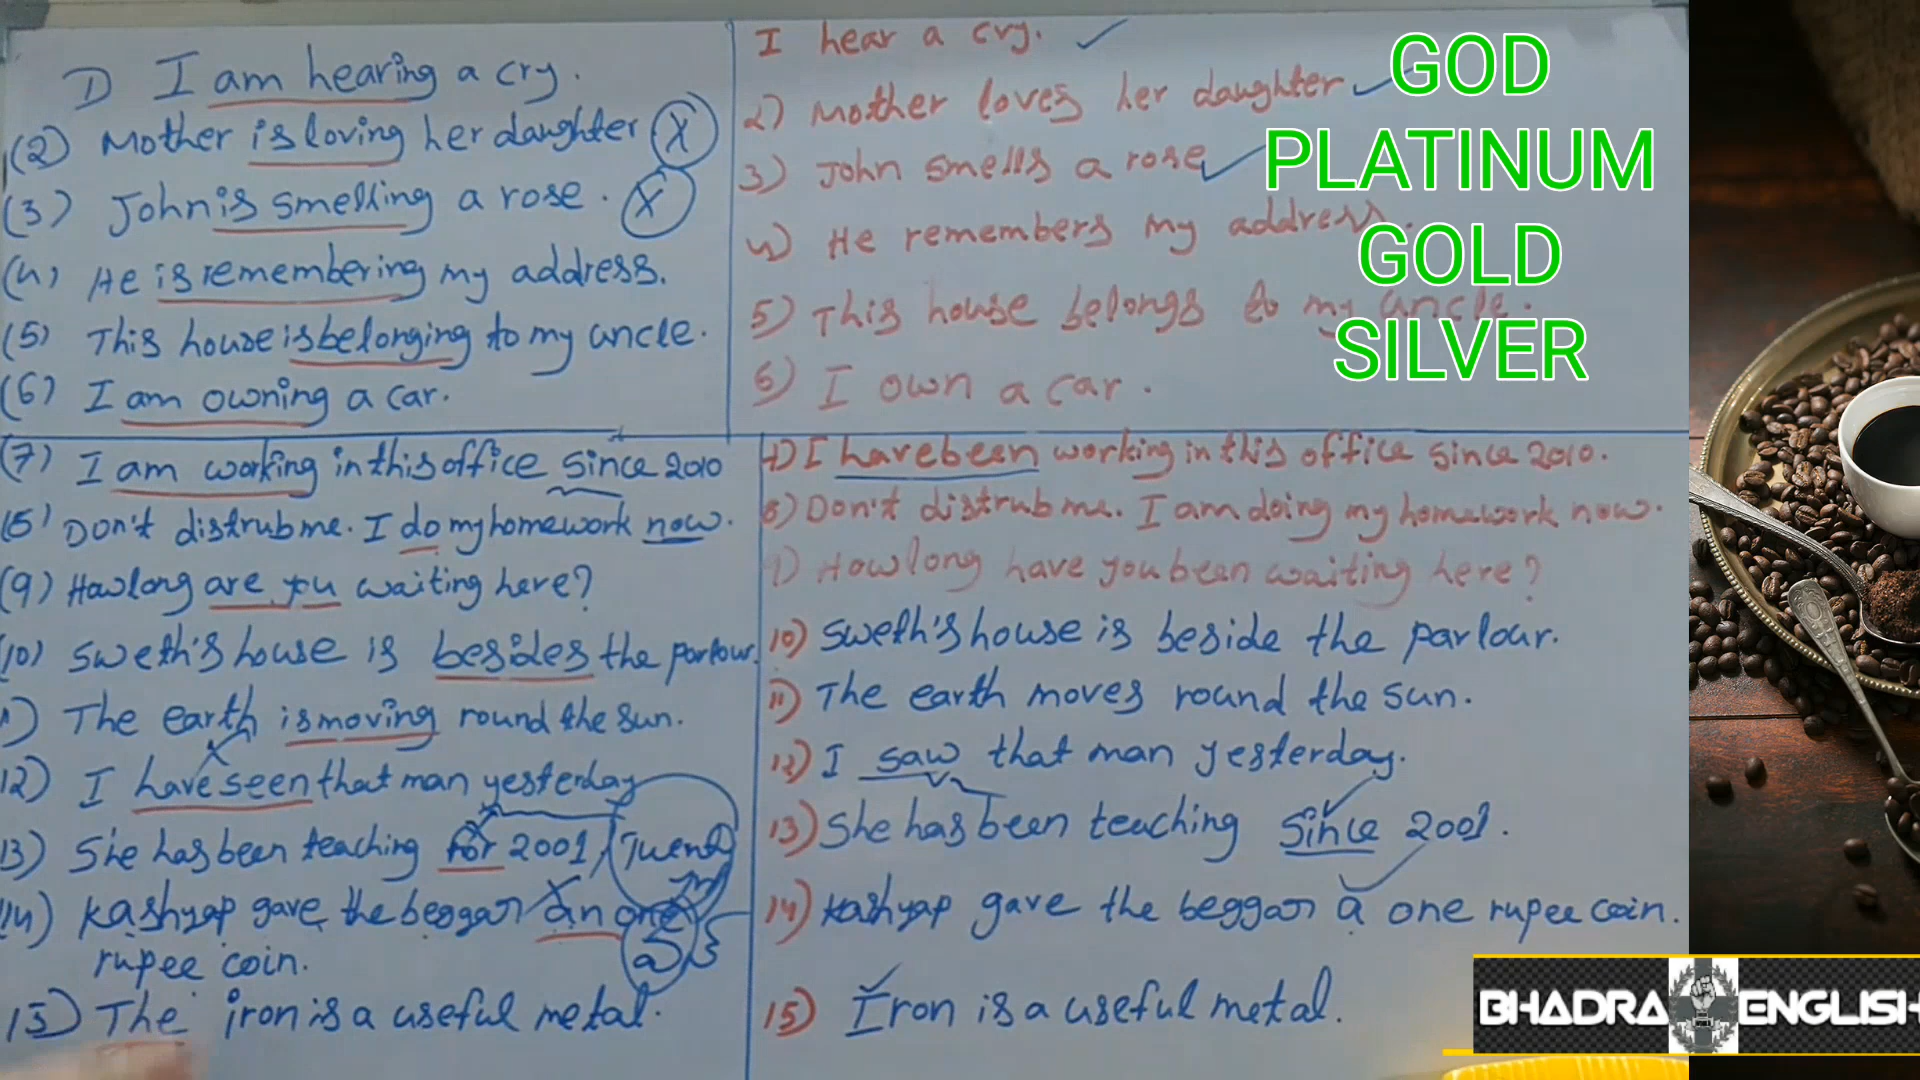 1) I am hearing a cry.
(2) Mother is loving her daughter X
(3) John is smelling a rose. X
(4) He is remembering my address.
(5) This house is belonging to my uncle.
(6) I am owning a car.
(7) I am working in this office since 2010
(8) Don't distrub me. I do my homework now.
(9) How long are you waiting here?
(10) Sweth's house is besides the parlour.
11) The earth is moving round the sun.
12) I have seen that man yesterday
13) She has been teaching for 2001,
14) Kashyap gave the beggar an one
rupee coin.
15) The iron is a useful metal.
I hear a cry.
2) Mother loves her daughter
3) John smells a rose
4) He remembers my address.
5) This house belongs to my uncle.
6) I own a car.
7) I have been working in this office since 2010.
8) Don't distrub me. I am doing my homework now.
9) How long have you been waiting here?
10) Sweth's house is beside the parlour.
11) The earth moves round the sun.
12) I saw that man yesterday.
13) She has been teaching since 2001.
14) Kashyap gave the beggar a one rupee coin.
15) Iron is a useful metal.
GOD
PLATINUM
GOLD
SILVER
BHADRA ENGLISH